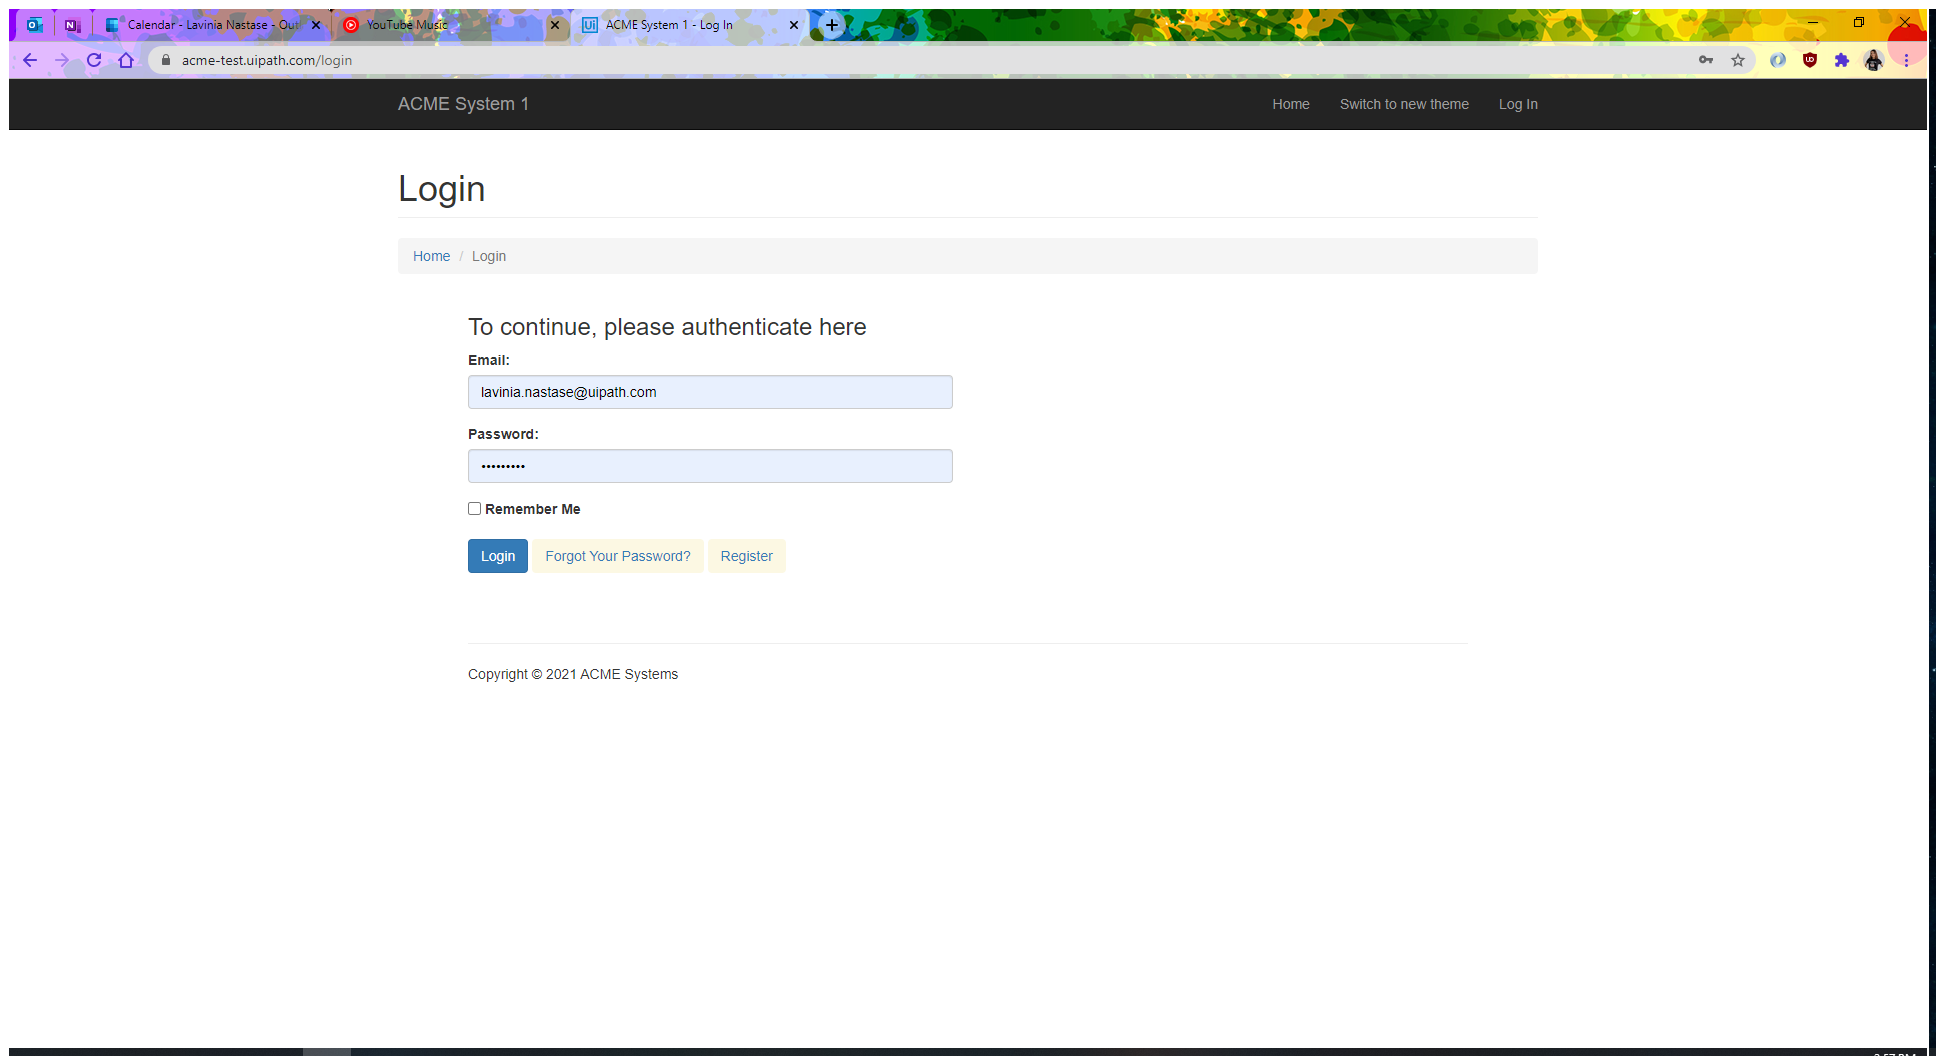 Calendar - Lavinia Nastase - Out
YouTube Music
Ui ACME System 1 - Log In
acme-test.uipath.com/login
ACME System 1
Home
Switch to new theme
Log In
Login
Home / Login
To continue, please authenticate here
Email:
lavinia.nastase@uipath.com
Password:
•••••••••
Remember Me
Login
Forgot Your Password?
Register
Copyright © 2021 ACME Systems